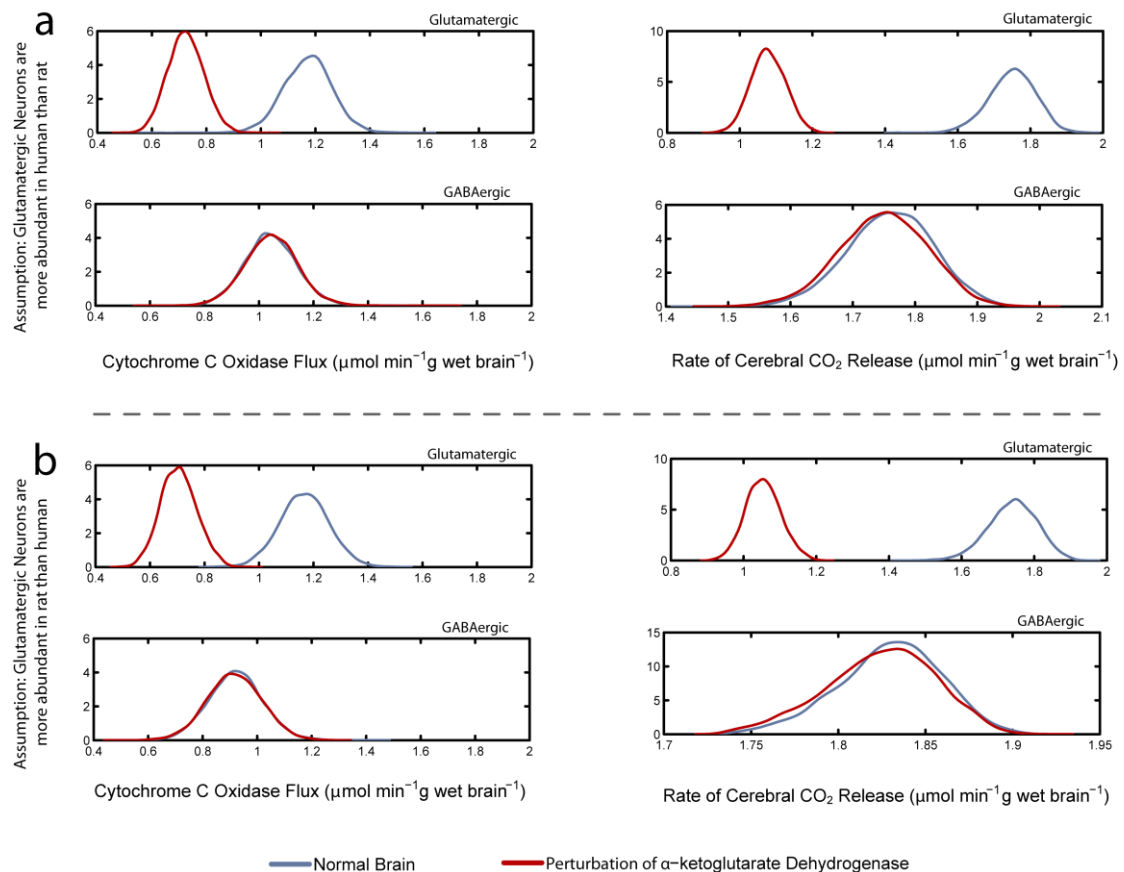 a
Assumption: Glutamatergic Neurons are
more abundant in human than rat
Glutamatergic
6
4
2
0
0.4 0.6 0.8 1 1.2 1.4 1.6 1.8 2
Glutamatergic
10
5
0
0.8 1 1.2 1.4 1.6 1.8 2
GABAergic
6
4
2
0
0.4 0.6 0.8 1 1.2 1.4 1.6 1.8 2
GABAergic
6
4
2
0
1.4 1.5 1.6 1.7 1.8 1.9 2 2.1
Cytochrome C Oxidase Flux (μmol min⁻¹g wet brain⁻¹)
Rate of Cerebral CO₂ Release (μmol min⁻¹g wet brain⁻¹)
b
Assumption: Glutamatergic Neurons are
more abundant in rat than human
Glutamatergic
6
4
2
0
0.4 0.6 0.8 1 1.2 1.4 1.6 1.8 2
Glutamatergic
10
5
0
0.8 1 1.2 1.4 1.6 1.8 2
GABAergic
6
4
2
0
0.4 0.6 0.8 1 1.2 1.4 1.6 1.8 2
GABAergic
15
10
5
0
1.7 1.75 1.8 1.85 1.9 1.95
Cytochrome C Oxidase Flux (μmol min⁻¹g wet brain⁻¹)
Rate of Cerebral CO₂ Release (μmol min⁻¹g wet brain⁻¹)
Normal Brain
Perturbation of α−ketoglutarate Dehydrogenase